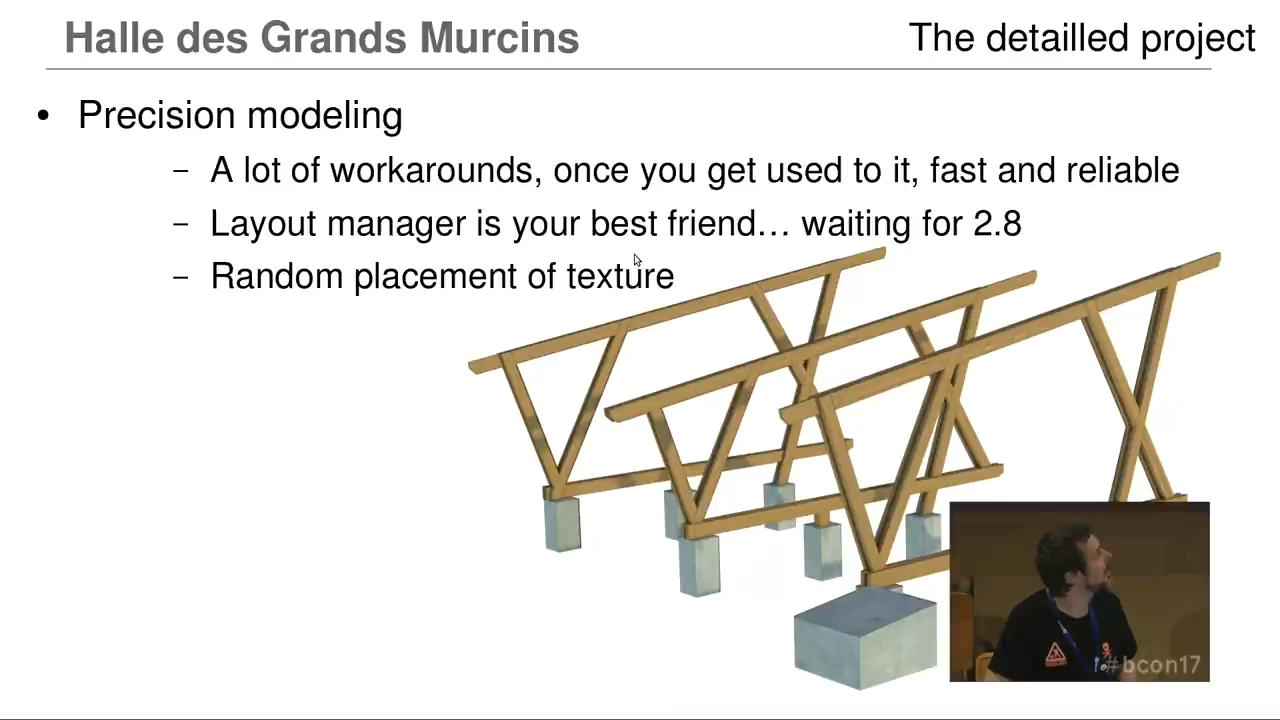 Halle des Grands Murcins
The detailled project
• Precision modeling
– A lot of workarounds, once you get used to it, fast and reliable
– Layout manager is your best friend… waiting for 2.8
– Random placement of texture
#bcon17